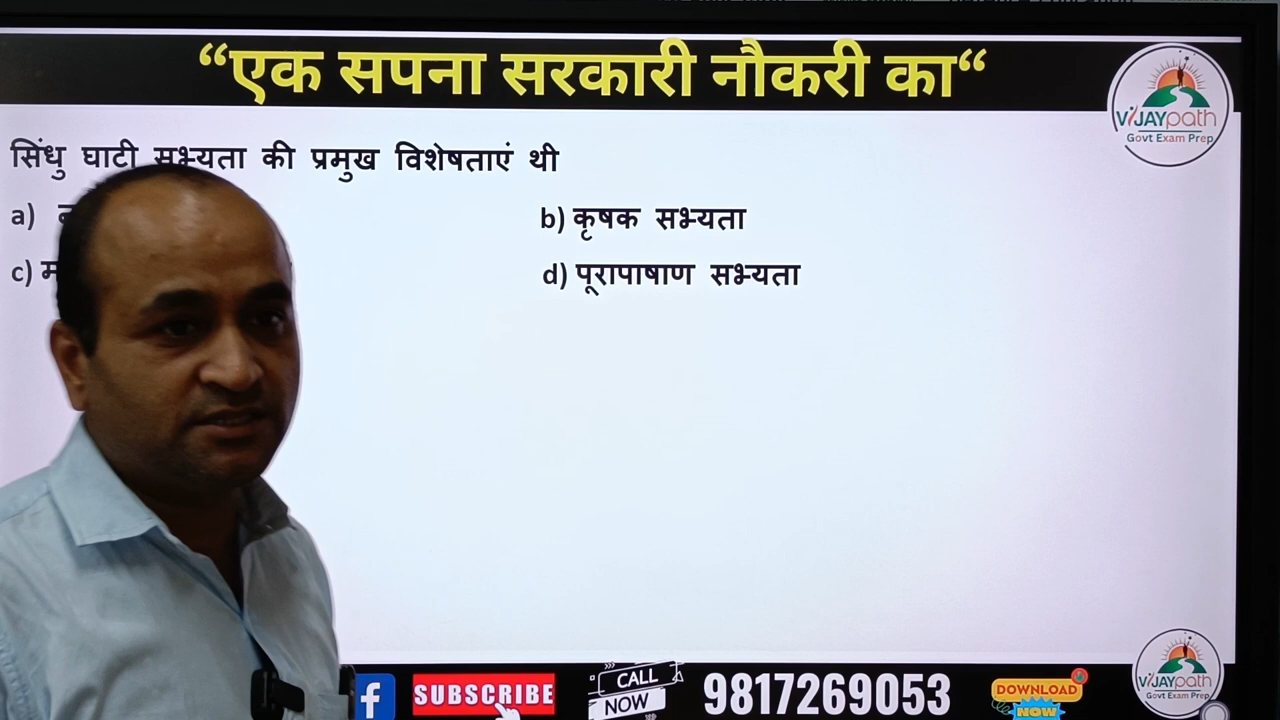 “एक सपना सरकारी नौकरी का“
VIJAYpath
Govt Exam Prep
सिंधु घाटी सभ्यता की प्रमुख विशेषताएं थी
a)
b) कृषक सभ्यता
c)
d) पूरापाषाण सभ्यता
f
SUBSCRIBE
CALL
NOW
9817269053
DOWNLOAD
NOW
VIJAYpath
Govt Exam Prep